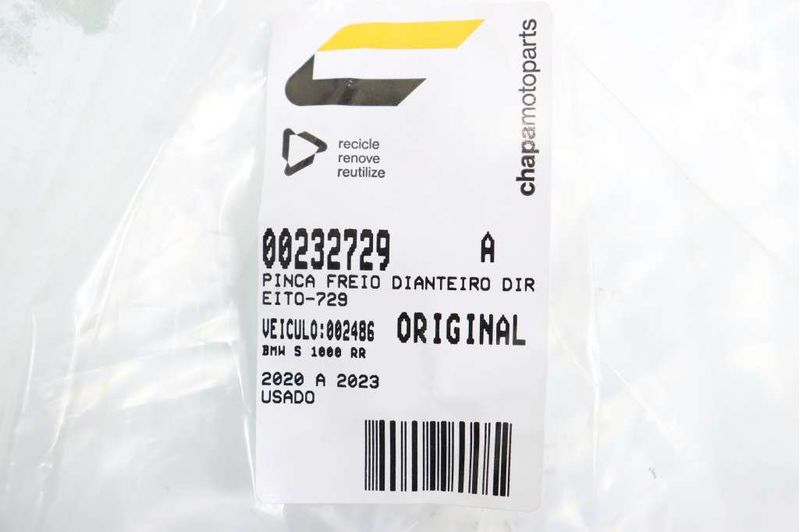 chapamotoparts
recicle
renove
reutilize
00232729 A
PINCA FREIO DIANTEIRO DIR
EITO-729
VEICULO:002486 ORIGINAL
BMW S 1000 RR
2020 A 2023
USADO